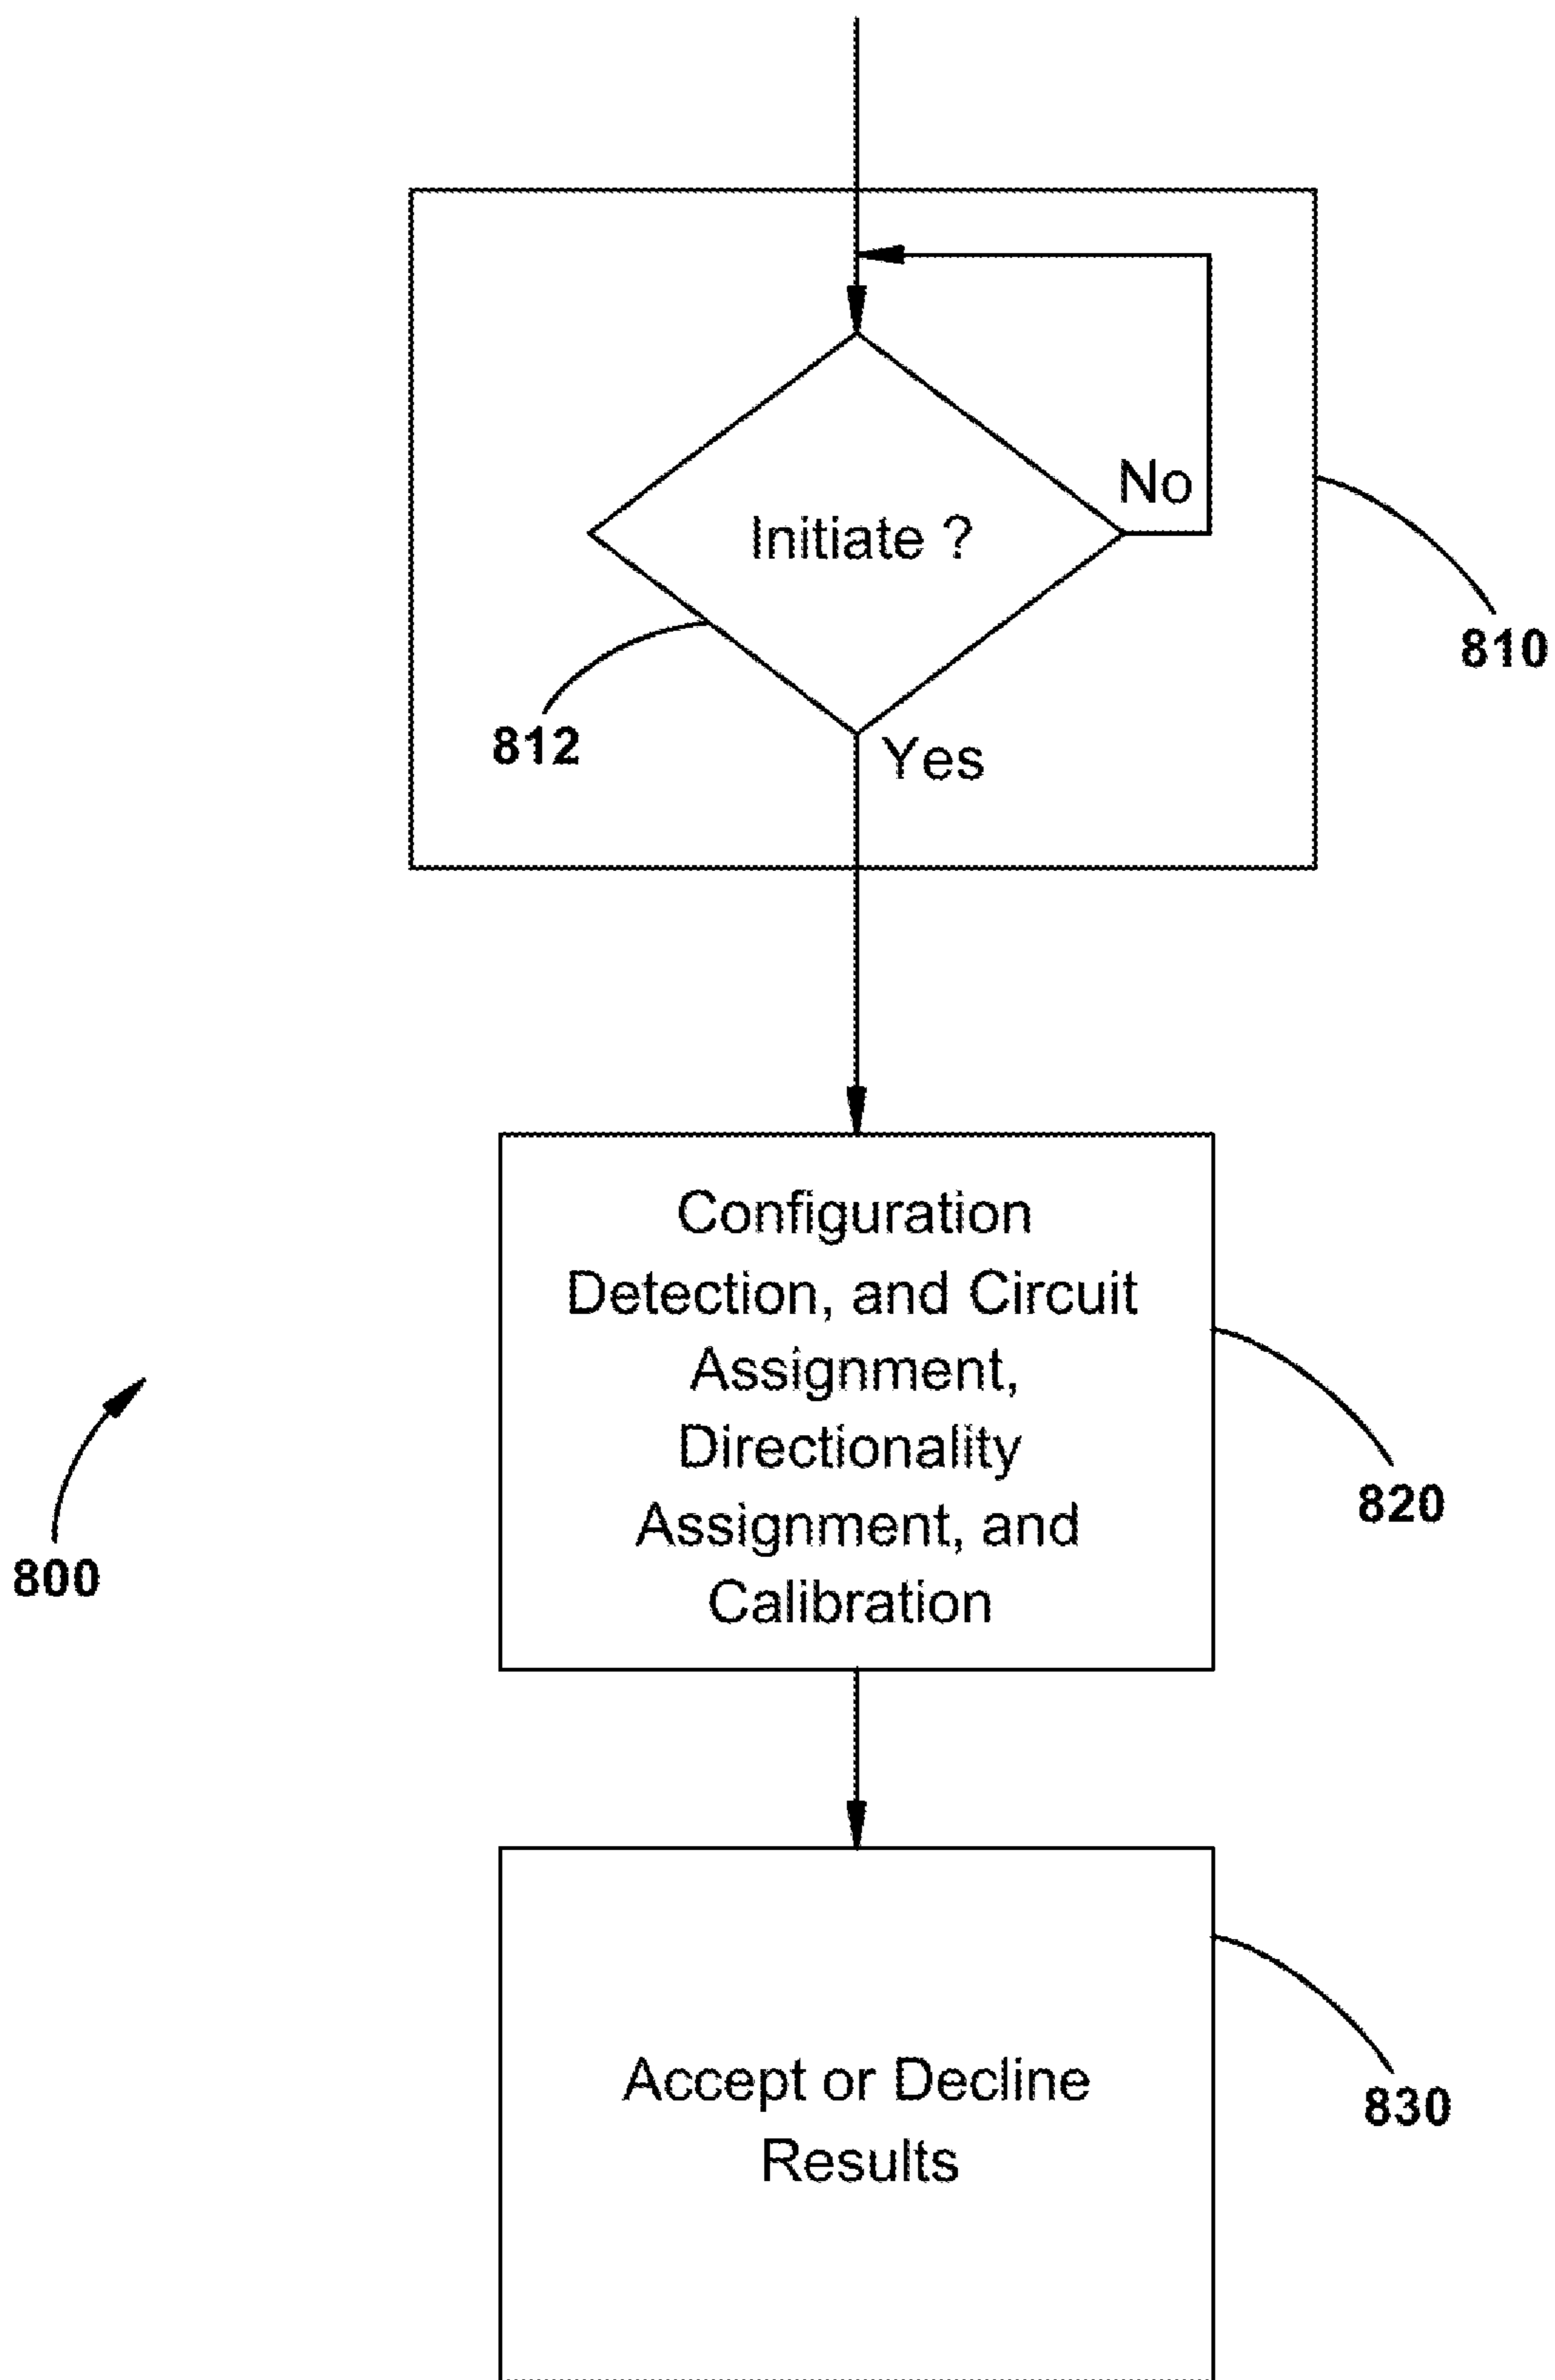 No
Initiate ?
810
812
Yes
Configuration
Detection, and Circuit
Assignment,
Directionality
Assignment, and
Calibration
820
800
Accept or Decline
Results
830